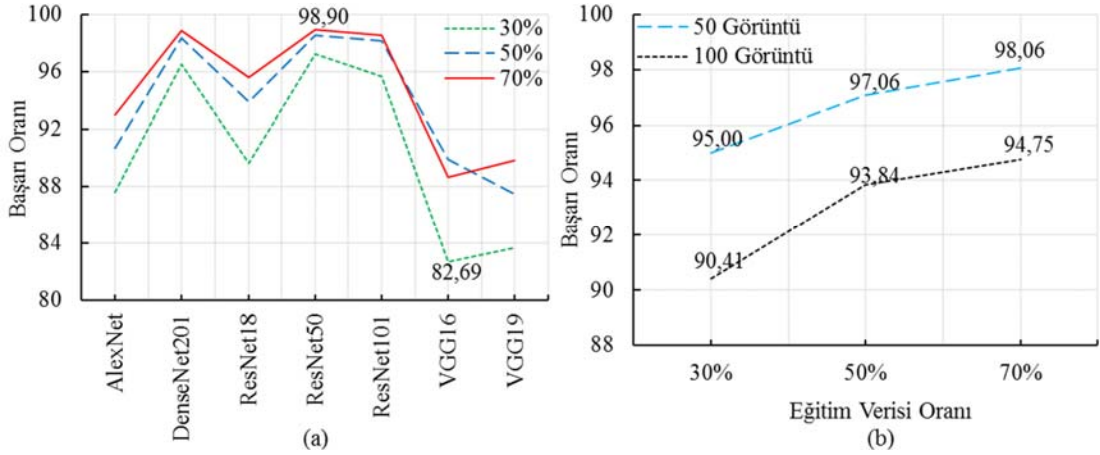 100
96
92
88
84
80
Başarı Oranı
98,90
82,69
30%
50%
70%
AlexNet
DenseNet201
ResNet18
ResNet50
ResNet101
VGG16
VGG19
(a)
100
98
96
94
92
90
88
Başarı Oranı
50 Görüntü
100 Görüntü
95,00
97,06
98,06
90,41
93,84
94,75
30%
50%
70%
Eğitim Verisi Oranı
(b)